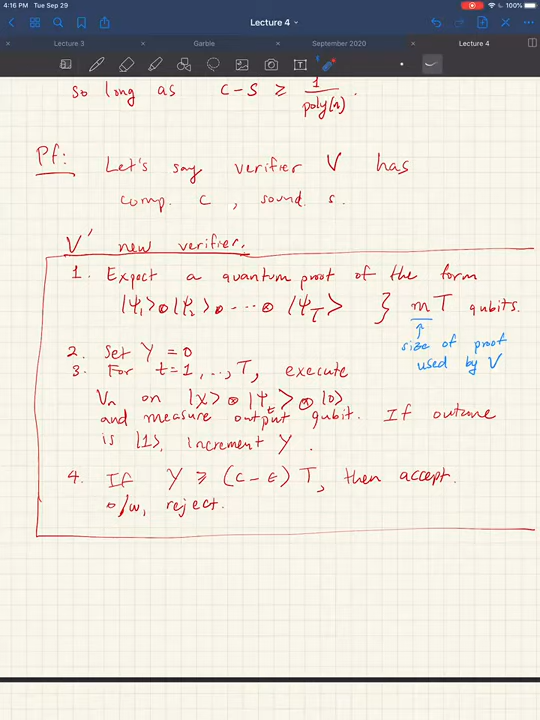 4:16 PM Tue Sep 29
100%
Lecture 4
Lecture 3
Garble
September 2020
Lecture 4
so long as c-s ≥ 1/poly(n).
Pf: Let's say verifier V has
comp. c, sound. s.
V' new verifier.
1. Expect a quantum proof of the form
|ψ₁⟩⊗|ψ₂⟩⊗ ··· ⊗ |ψ_T⟩ } mT qubits.
↑
size of proof
used by V
2. Set Y = 0
3. For t=1, .., T, execute
Vₙ on |x⟩ ⊗ |ψ_t⟩ ⊗ |0⟩
and measure output qubit. If outcome
is |1⟩, increment Y.
4. If Y ≥ (c-ε) T, then accept.
o/w, reject.